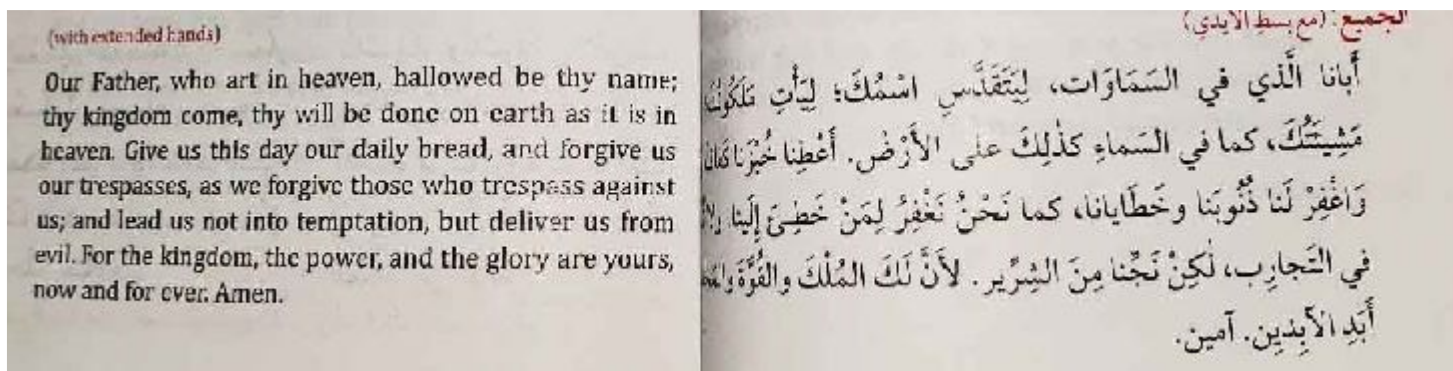 (with extended hands)
Our Father, who art in heaven, hallowed be thy name;
thy kingdom come, thy will be done on earth as it is in
heaven. Give us this day our daily bread, and forgive us
our trespasses, as we forgive those who trespass against
us; and lead us not into temptation, but deliver us from
evil. For the kingdom, the power, and the glory are yours,
now and for ever. Amen.
الجميع: (مع بسط الأيدي)
أَبانا الَّذي في السَمَاوَات، لِيَتَقَدَّسِ اسْمُكَ؛ لِيَأْتِ مَلَكُوتُكَ
مَشِيئَتُكَ، كما في السَماءِ كَذٰلِكَ على الأَرْضِ. أَعْطِنا خُبْزَنا
وَاغْفِرْ لَنا ذُنُوبَنا وخَطَايانا، كما نَحْنُ نَغْفِرُ لِمَنْ خَطِئَ إِلَينا
في التَجارِب، لٰكِنْ نَجِّنا مِنَ الشِرِّير. لأَنَّ لَكَ المُلْكَ والقُوَّةَ
أَبَدِ الآبِدِين. آمين.